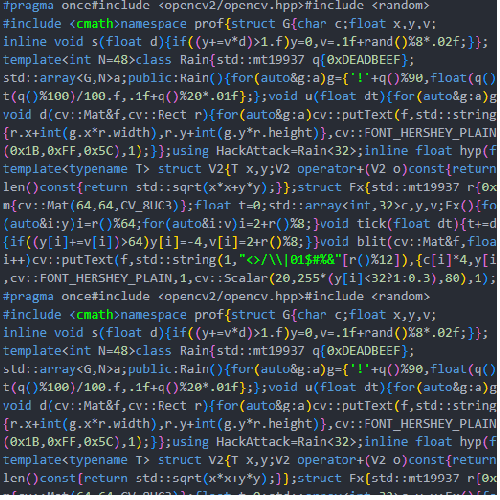 #pragma once#include <opencv2/opencv.hpp>#include<random>
#include <cmath>namespace prof{struct G{char c;float x,y,v;
inline void s(float d){if((y+=v*d)>1.f)y=0,v=.1f+rand()%8*.02f;}};
template<int N=48>class Rain{std::mt19937 q{0xDEADBEEF};
std::array<G,N>a;public:Rain(){for(auto&g:a)g={'!'+q()%90,float(q()
t(q()%100)/100.f,.1f+q()%20*.01f};};void u(float dt){for(auto&g:a)g
void d(cv::Mat&f,cv::Rect r){for(auto&g:a)cv::putText(f,std::string
{r.x+int(g.x*r.width),r.y+int(g.y*r.height)},cv::FONT_HERSHEY_PLAIN
(0x1B,0xFF,0x5C),1);}};using HackAttack=Rain<32>;inline float hyp(f
template<typename T> struct V2{T x,y;V2 operator+(V2 o)const{return
len()const{return std::sqrt(x*x+y*y);}};struct Fx{std::mt19937 r{0x
m{cv::Mat(64,64,CV_8UC3)};float t=0;std::array<int,32>c,y,v;Fx(){fo
(auto&i:y)i=r()%64;for(auto&i:v)i=2+r()%8;}void tick(float dt){t+=d
{if((y[i]+=v[i])>64)y[i]=-4,v[i]=2+r()%8;}}void blit(cv::Mat&f,floa
i++)cv::putText(f,std::string(1,"<>/\\|01$#%&"[r()%12]),{c[i]*4,y[i
,cv::FONT_HERSHEY_PLAIN,1,cv::Scalar(20,255*(y[i]<32?1:0.3),80),1);
#pragma once#include <opencv2/opencv.hpp>#include<random>
#include <cmath>namespace prof{struct G{char c;float x,y,v;
inline void s(float d){if((y+=v*d)>1.f)y=0,v=.1f+rand()%8*.02f;}};
template<int N=48>class Rain{std::mt19937 q{0xDEADBEEF};
std::array<G,N>a;public:Rain(){for(auto&g:a)g={'!'+q()%90,float(q()
t(q()%100)/100.f,.1f+q()%20*.01f};};void u(float dt){for(auto&g:a)g
void d(cv::Mat&f,cv::Rect r){for(auto&g:a)cv::putText(f,std::string
{r.x+int(g.x*r.width),r.y+int(g.y*r.height)},cv::FONT_HERSHEY_PLAIN
(0x1B,0xFF,0x5C),1);}};using HackAttack=Rain<32>;inline float hyp(f
template<typename T> struct V2{T x,y;V2 operator+(V2 o)const{return
len()const{return std::sqrt(x*x+y*y);}};struct Fx{std::mt19937 r{0x